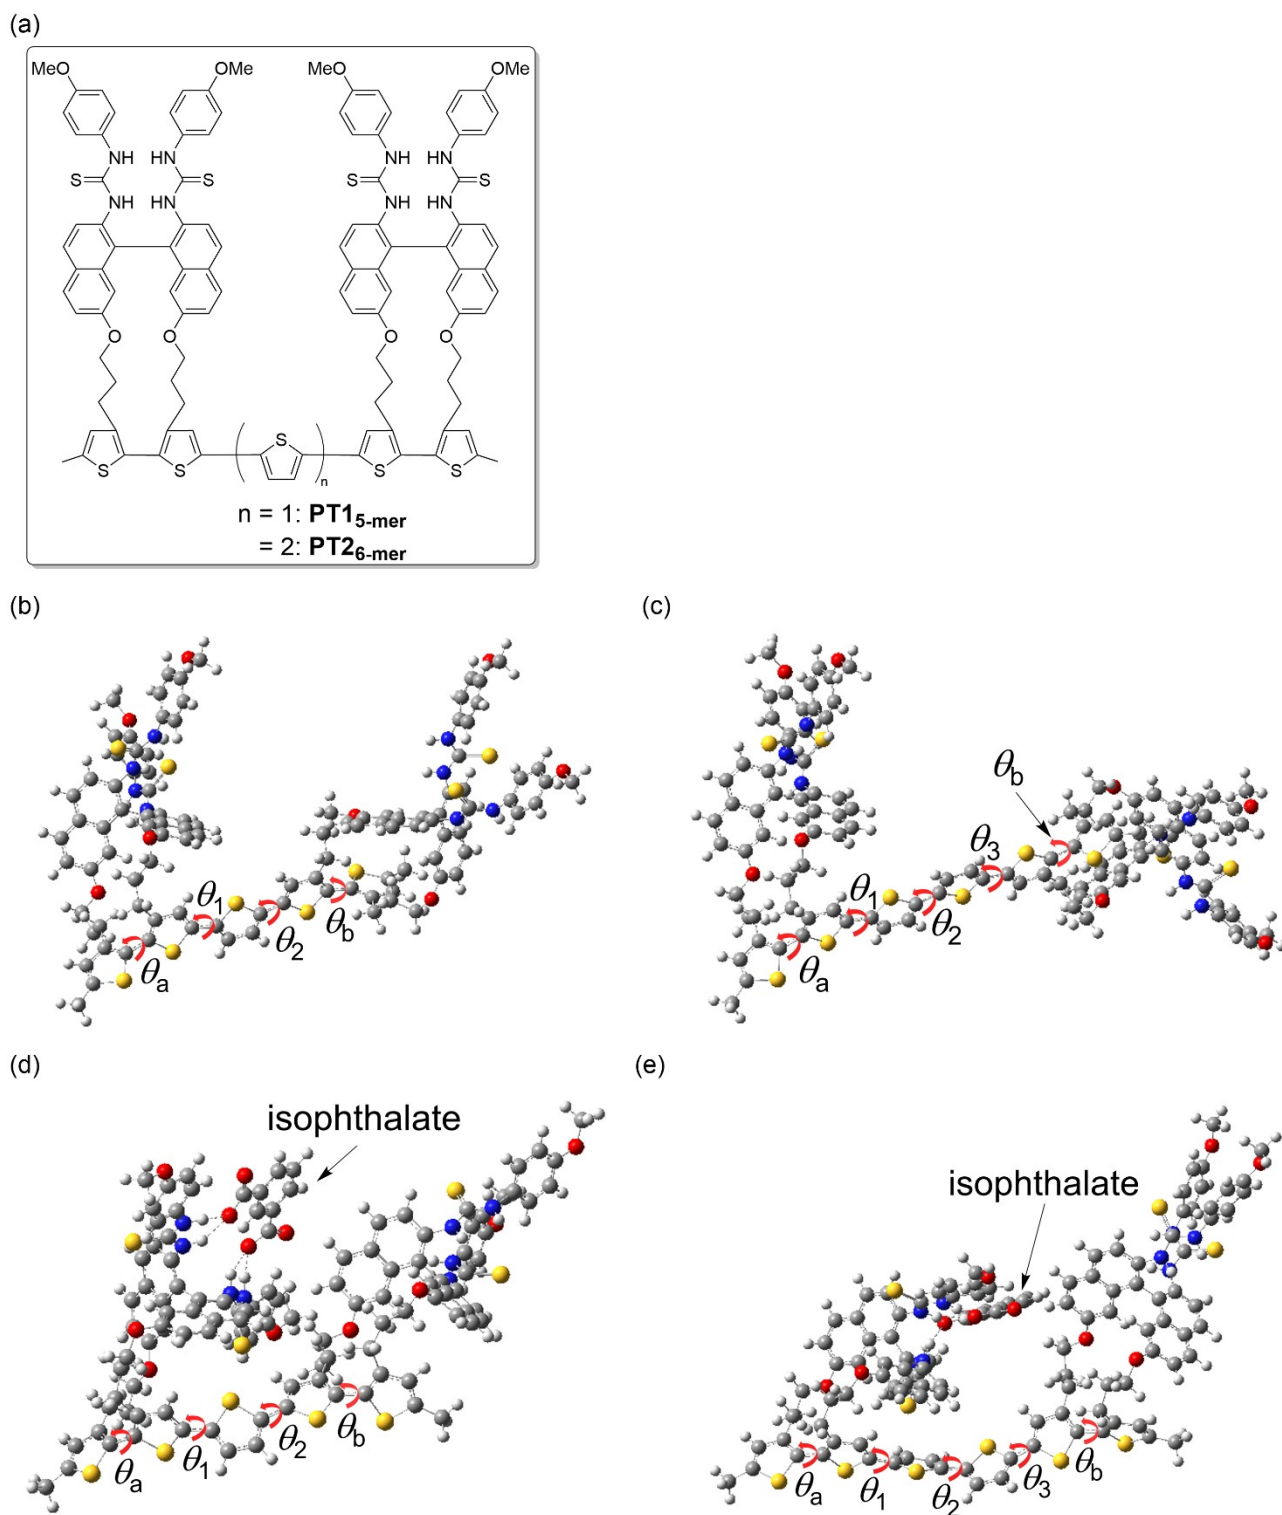 (a)
MeO OMe MeO OMe
NH HN NH HN
S S S S
NH HN NH HN
O O O O
S
S S n S S
n = 1: PT15-mer
= 2: PT26-mer
(b) (c)
θb
θ3
θ1 θ1
θ2 θb θ2
θa θa
(d) (e)
isophthalate
isophthalate
θb
θ2 θ3 θb
θ1 θa θ1 θ2
θa